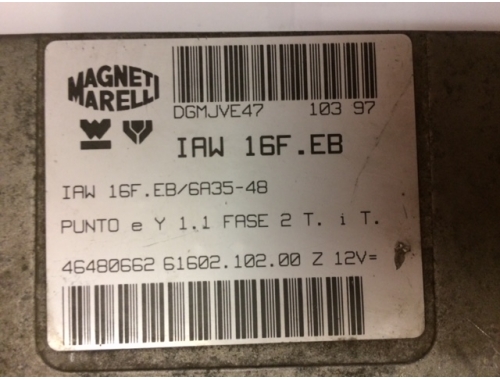 MAGNETI
MARELLI
DGMJVE47 103 97
IAW 16F.EB
IAW 16F.EB/6A35-48
PUNTO e Y 1.1 FASE 2 T. i T.
46480662 61602.102.00 Z 12V=